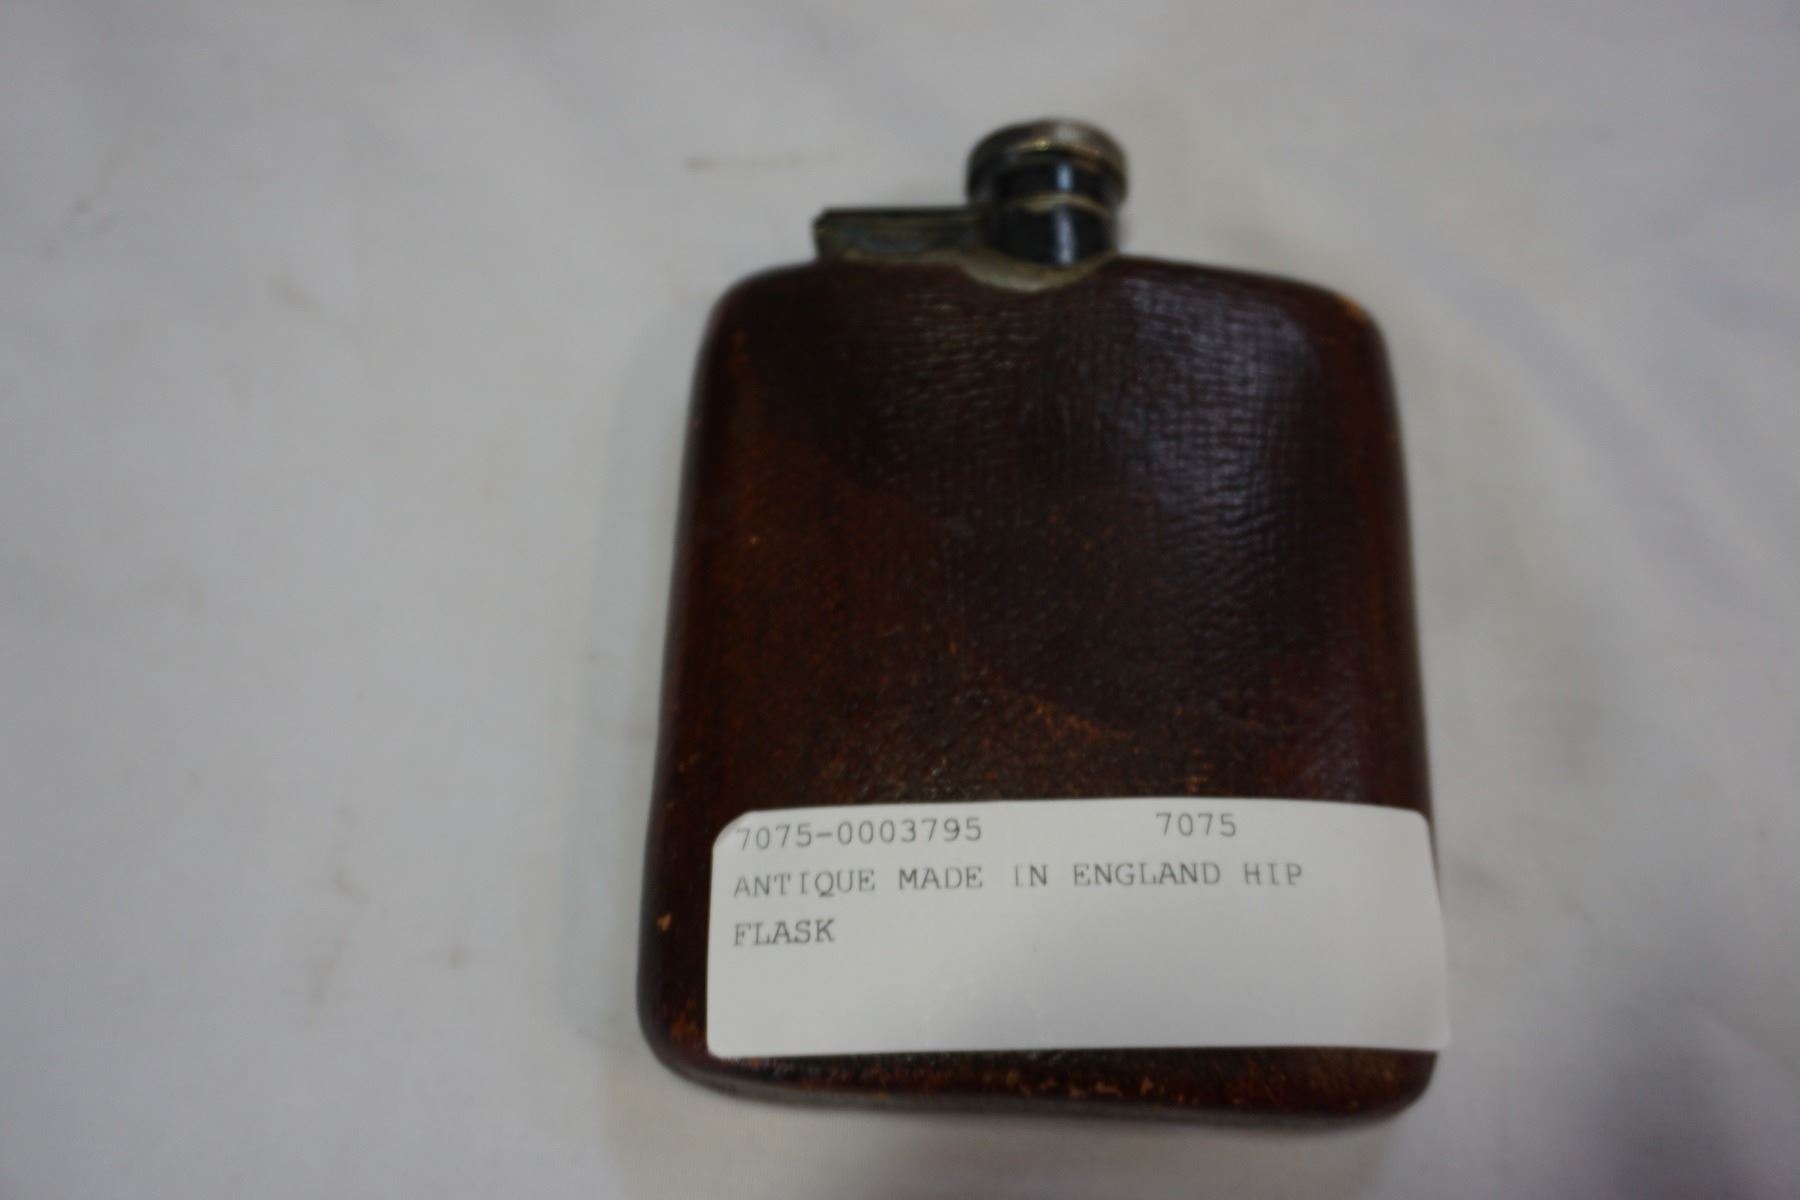 7075-0003795 7075
ANTIQUE MADE IN ENGLAND HIP
FLASK